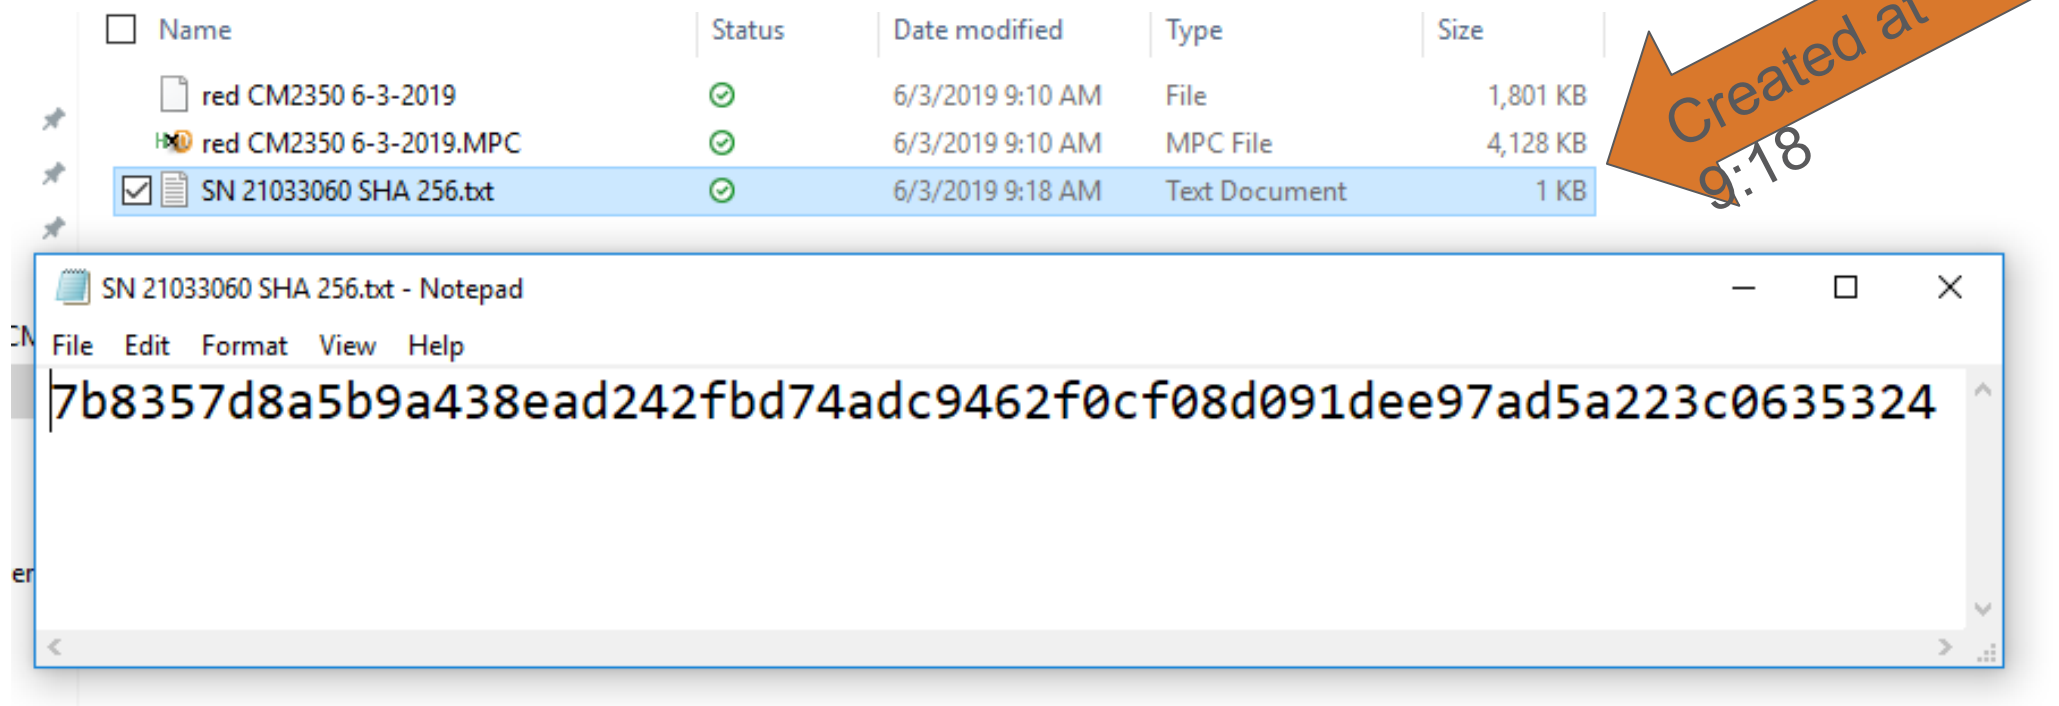 Name Status Date modified Type Size
red CM2350 6-3-2019 6/3/2019 9:10 AM File 1,801 KB
red CM2350 6-3-2019.MPC 6/3/2019 9:10 AM MPC File 4,128 KB
SN 21033060 SHA 256.txt 6/3/2019 9:18 AM Text Document 1 KB
Created at
9:18
SN 21033060 SHA 256.txt - Notepad
File Edit Format View Help
7b8357d8a5b9a438ead242fbd74adc9462f0cf08d091dee97ad5a223c0635324